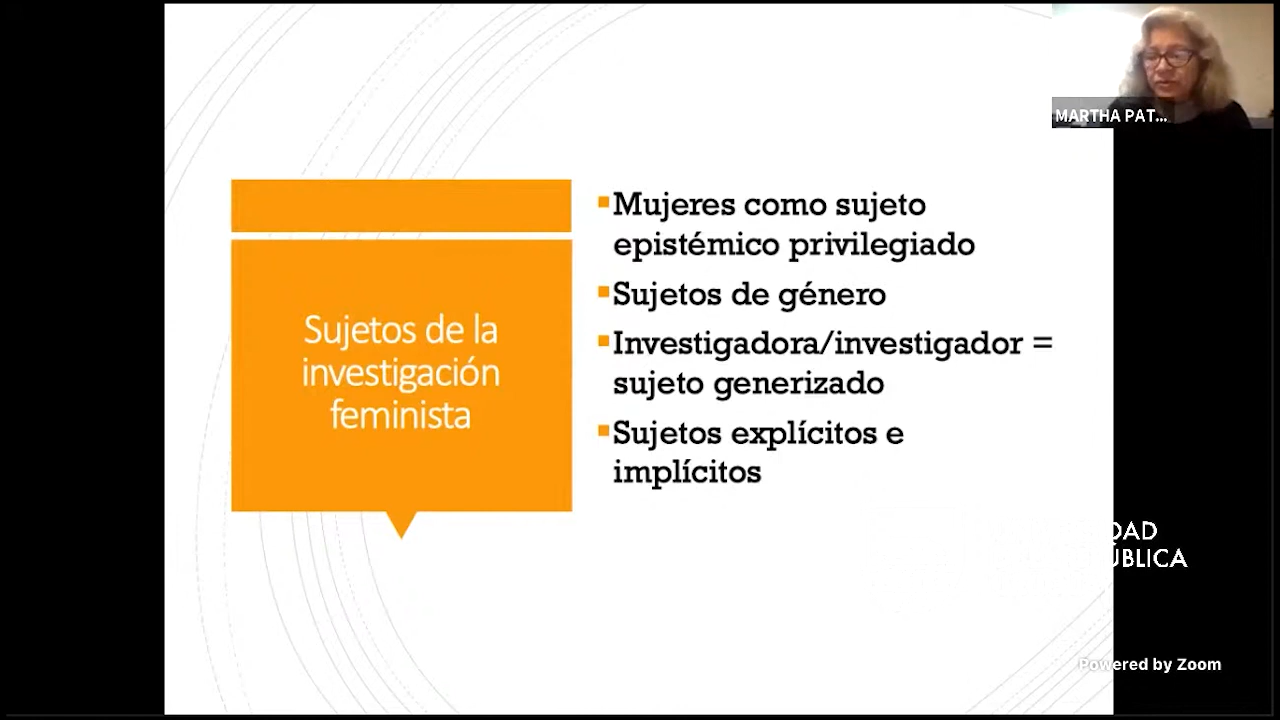 MARTHA PAT...
Sujetos de la
investigación
feminista
▪Mujeres como sujeto
epistémico privilegiado
▪Sujetos de género
▪Investigadora/investigador =
sujeto generizado
▪Sujetos explícitos e
implícitos
DAD
ÚBLICA
Powered by Zoom